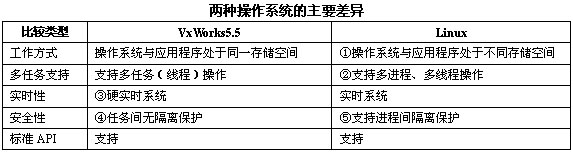 两种操作系统的主要差异
比较类型 VxWorks5.5 Linux
工作方式 操作系统与应用程序处于同一存储空间 ①操作系统与应用程序处于不同存储空间
多任务支持 支持多任务（线程）操作 ②支持多进程、多线程操作
实时性 ③硬实时系统 实时系统
安全性 ④任务间无隔离保护 ⑤支持进程间隔离保护
标准 API 支持 支持